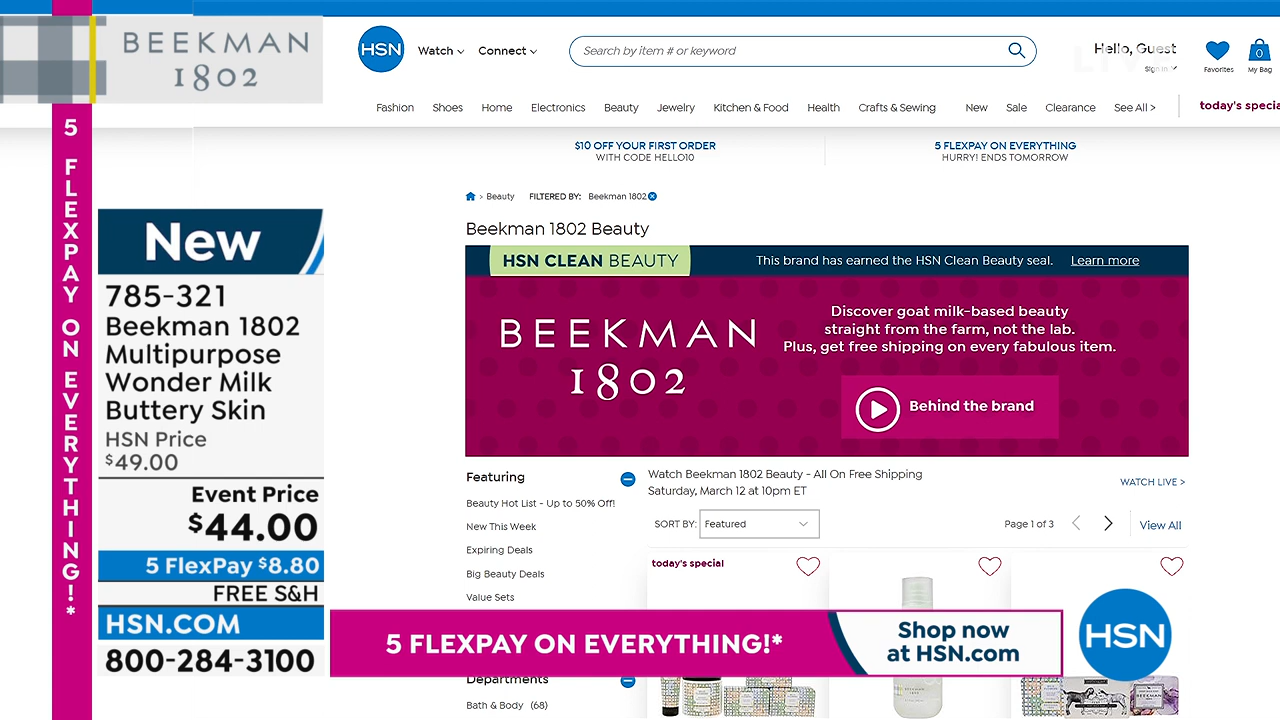 BEEKMAN
1802
5 FLEXPAY ON EVERYTHING!*
New
785-321
Beekman 1802
Multipurpose
Wonder Milk
Buttery Skin
HSN Price
$49.00
Event Price
$44.00
5 FlexPay $8.80
FREE S&H
HSN.COM
800-284-3100
HSN
Watch
Connect
Search by item # or keyword
LIVE
Hello, Guest
Sign in
Favorites
0
My Bag
Fashion Shoes Home Electronics Beauty Jewelry Kitchen & Food Health Crafts & Sewing New Sale Clearance See All > today's specia
$10 OFF YOUR FIRST ORDER
WITH CODE HELLO10
5 FLEXPAY ON EVERYTHING
HURRY! ENDS TOMORROW
> Beauty FILTERED BY: Beekman 1802
Beekman 1802 Beauty
HSN CLEAN BEAUTY
This brand has earned the HSN Clean Beauty seal. Learn more
BEEKMAN
1802
Discover goat milk-based beauty
straight from the farm, not the lab.
Plus, get free shipping on every fabulous item.
Behind the brand
Featuring
Beauty Hot List - Up to 50% Off!
New This Week
Expiring Deals
Big Beauty Deals
Value Sets
Departments
Bath & Body (68)
Watch Beekman 1802 Beauty - All On Free Shipping
Saturday, March 12 at 10pm ET
WATCH LIVE >
SORT BY: Featured
Page 1 of 3
View All
today's special
5 FLEXPAY ON EVERYTHING!*
Shop now
at HSN.com
HSN
BEEKMAN